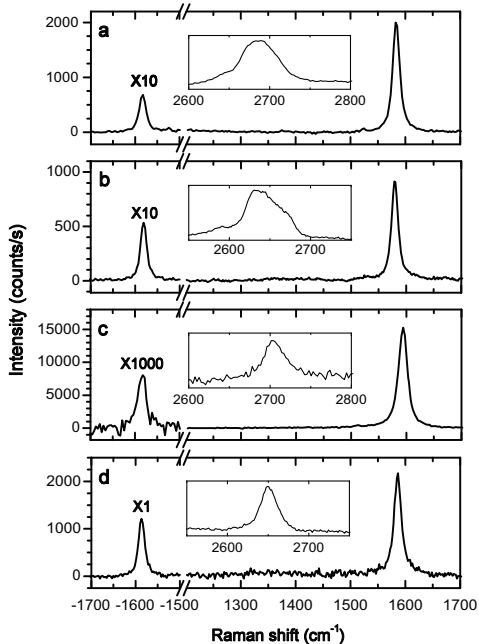 a
2000
1000
0
X10
2600 2700 2800
b
1000
500
0
X10
2600 2700
c
15000
10000
5000
0
X1000
2600 2700 2800
d
2000
1000
0
X1
2600 2700
-1700 -1600 -1500 1300 1400 1500 1600 1700
Intensity (counts/s)
Raman shift (cm⁻¹)